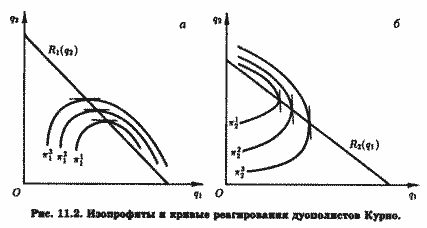 q₂
а
R₁(q₂)
π₁³ π₁² π₁¹
O
q₁
q₂
б
π₂¹
R₂(q₁)
π₂²
π₂³
O
q₁
Рис. 11.2. Изопрофиты и кривые реагирования дуополистов Курно.